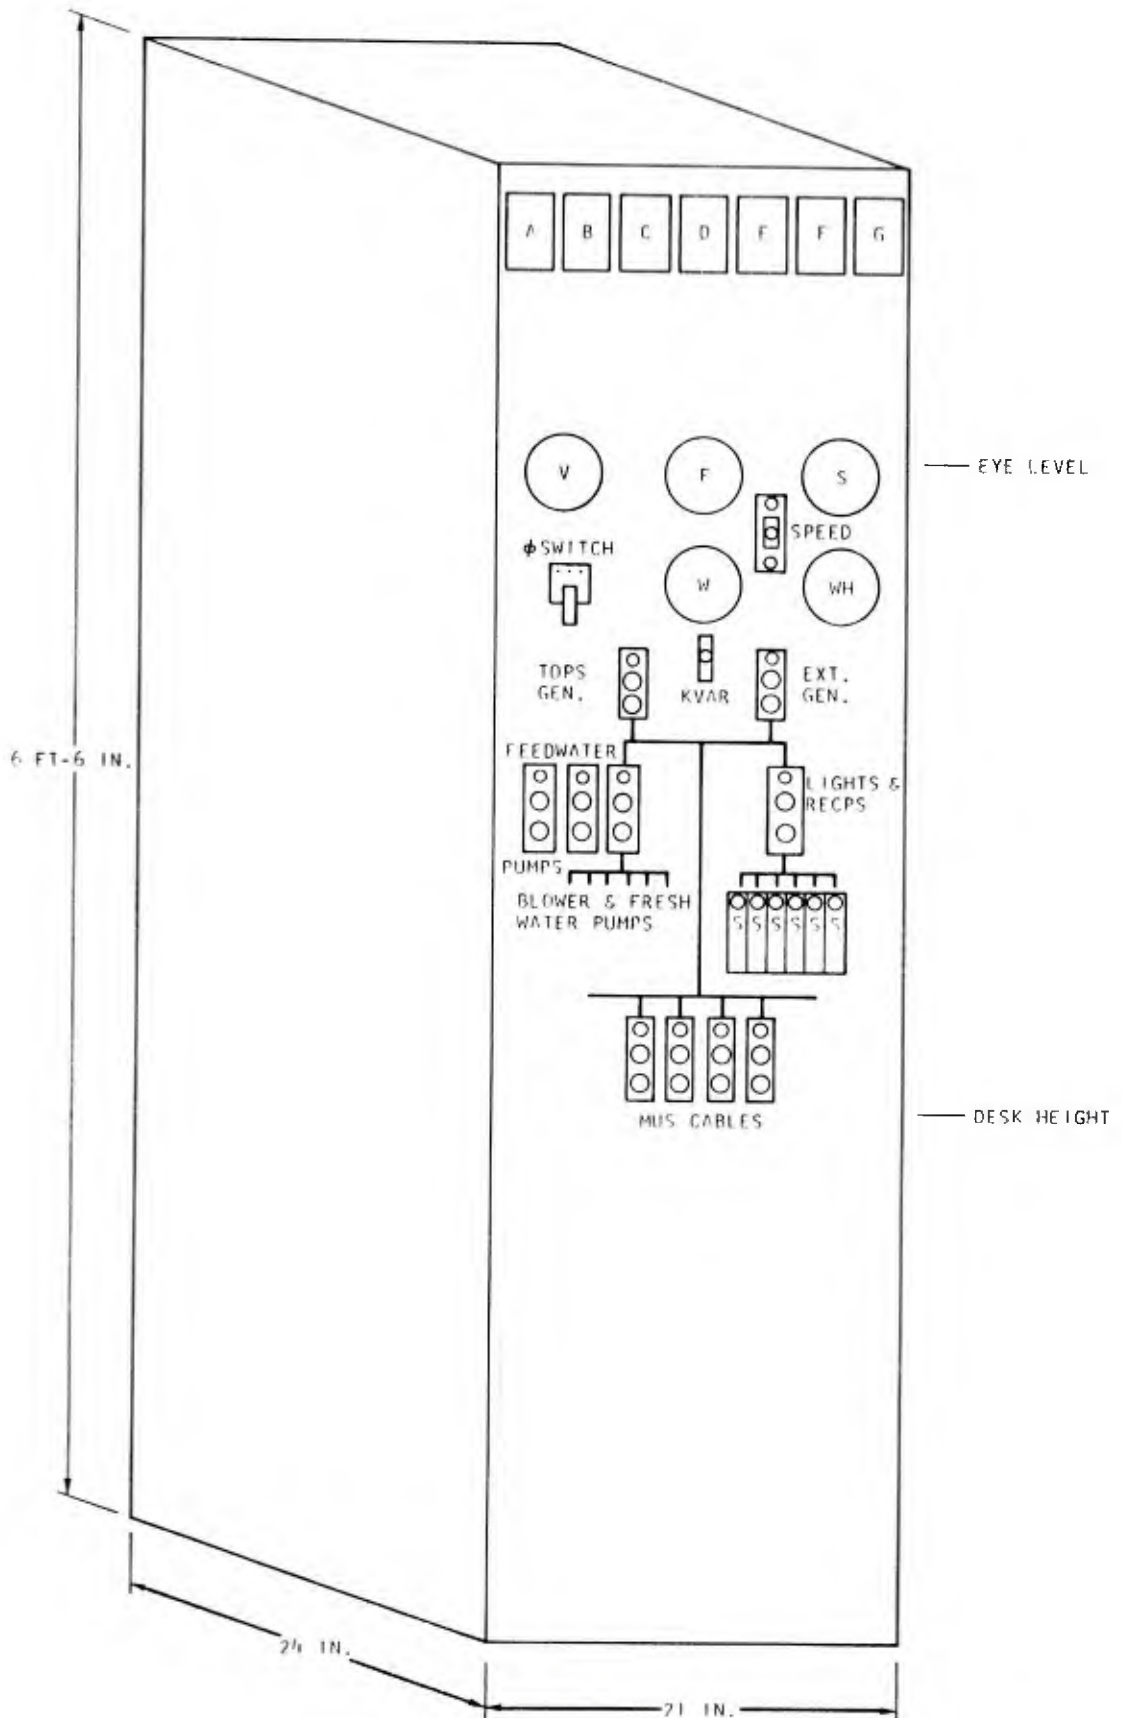 A B C D E F G
V F S
EYE LEVEL
SPEED
ϕ SWITCH
W WH
TOPS
GEN.
KVAR
EXT.
GEN.
6 FT-6 IN.
FEEDWATER
LIGHTS &
RECPS
PUMPS
BLOWER & FRESH
WATER PUMPS
S S S S S S
MUS CABLES
DESK HEIGHT
24 IN.
21 IN.